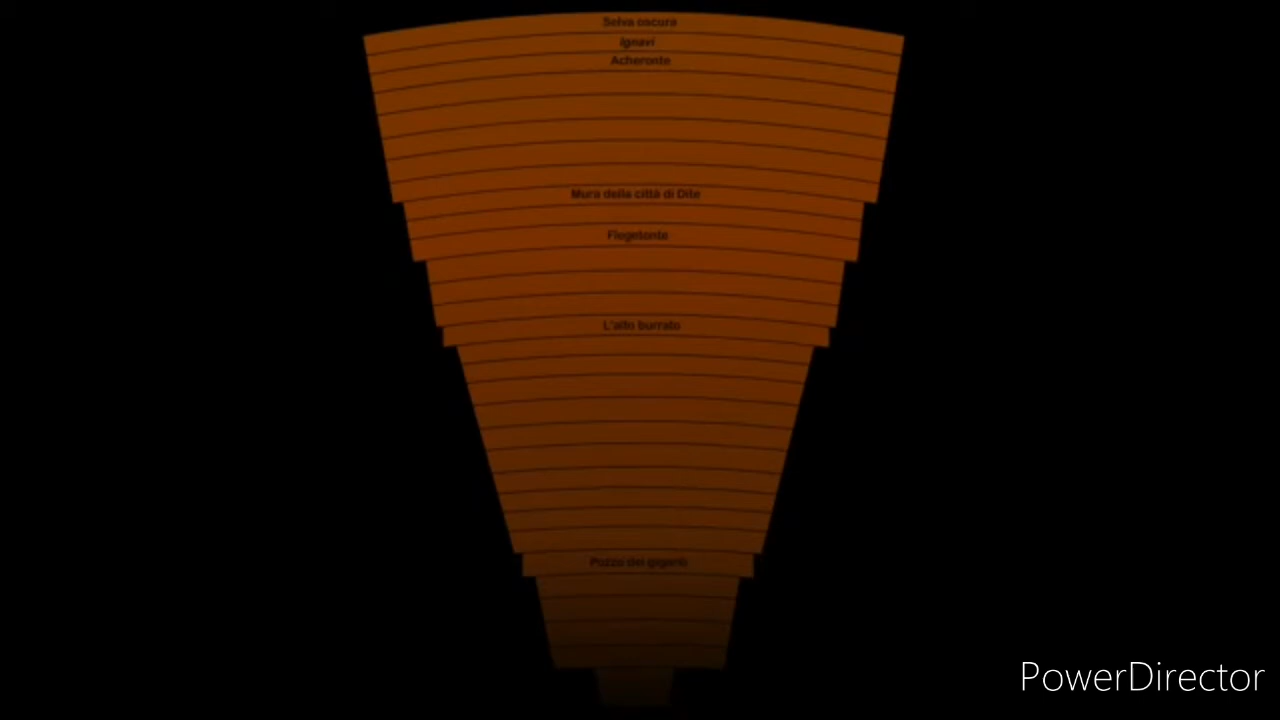 Selva oscura
Ignavi
Acheronte
Mura della città di Dite
Flegetonte
L'alto burrato
Pozzo dei giganti
PowerDirector